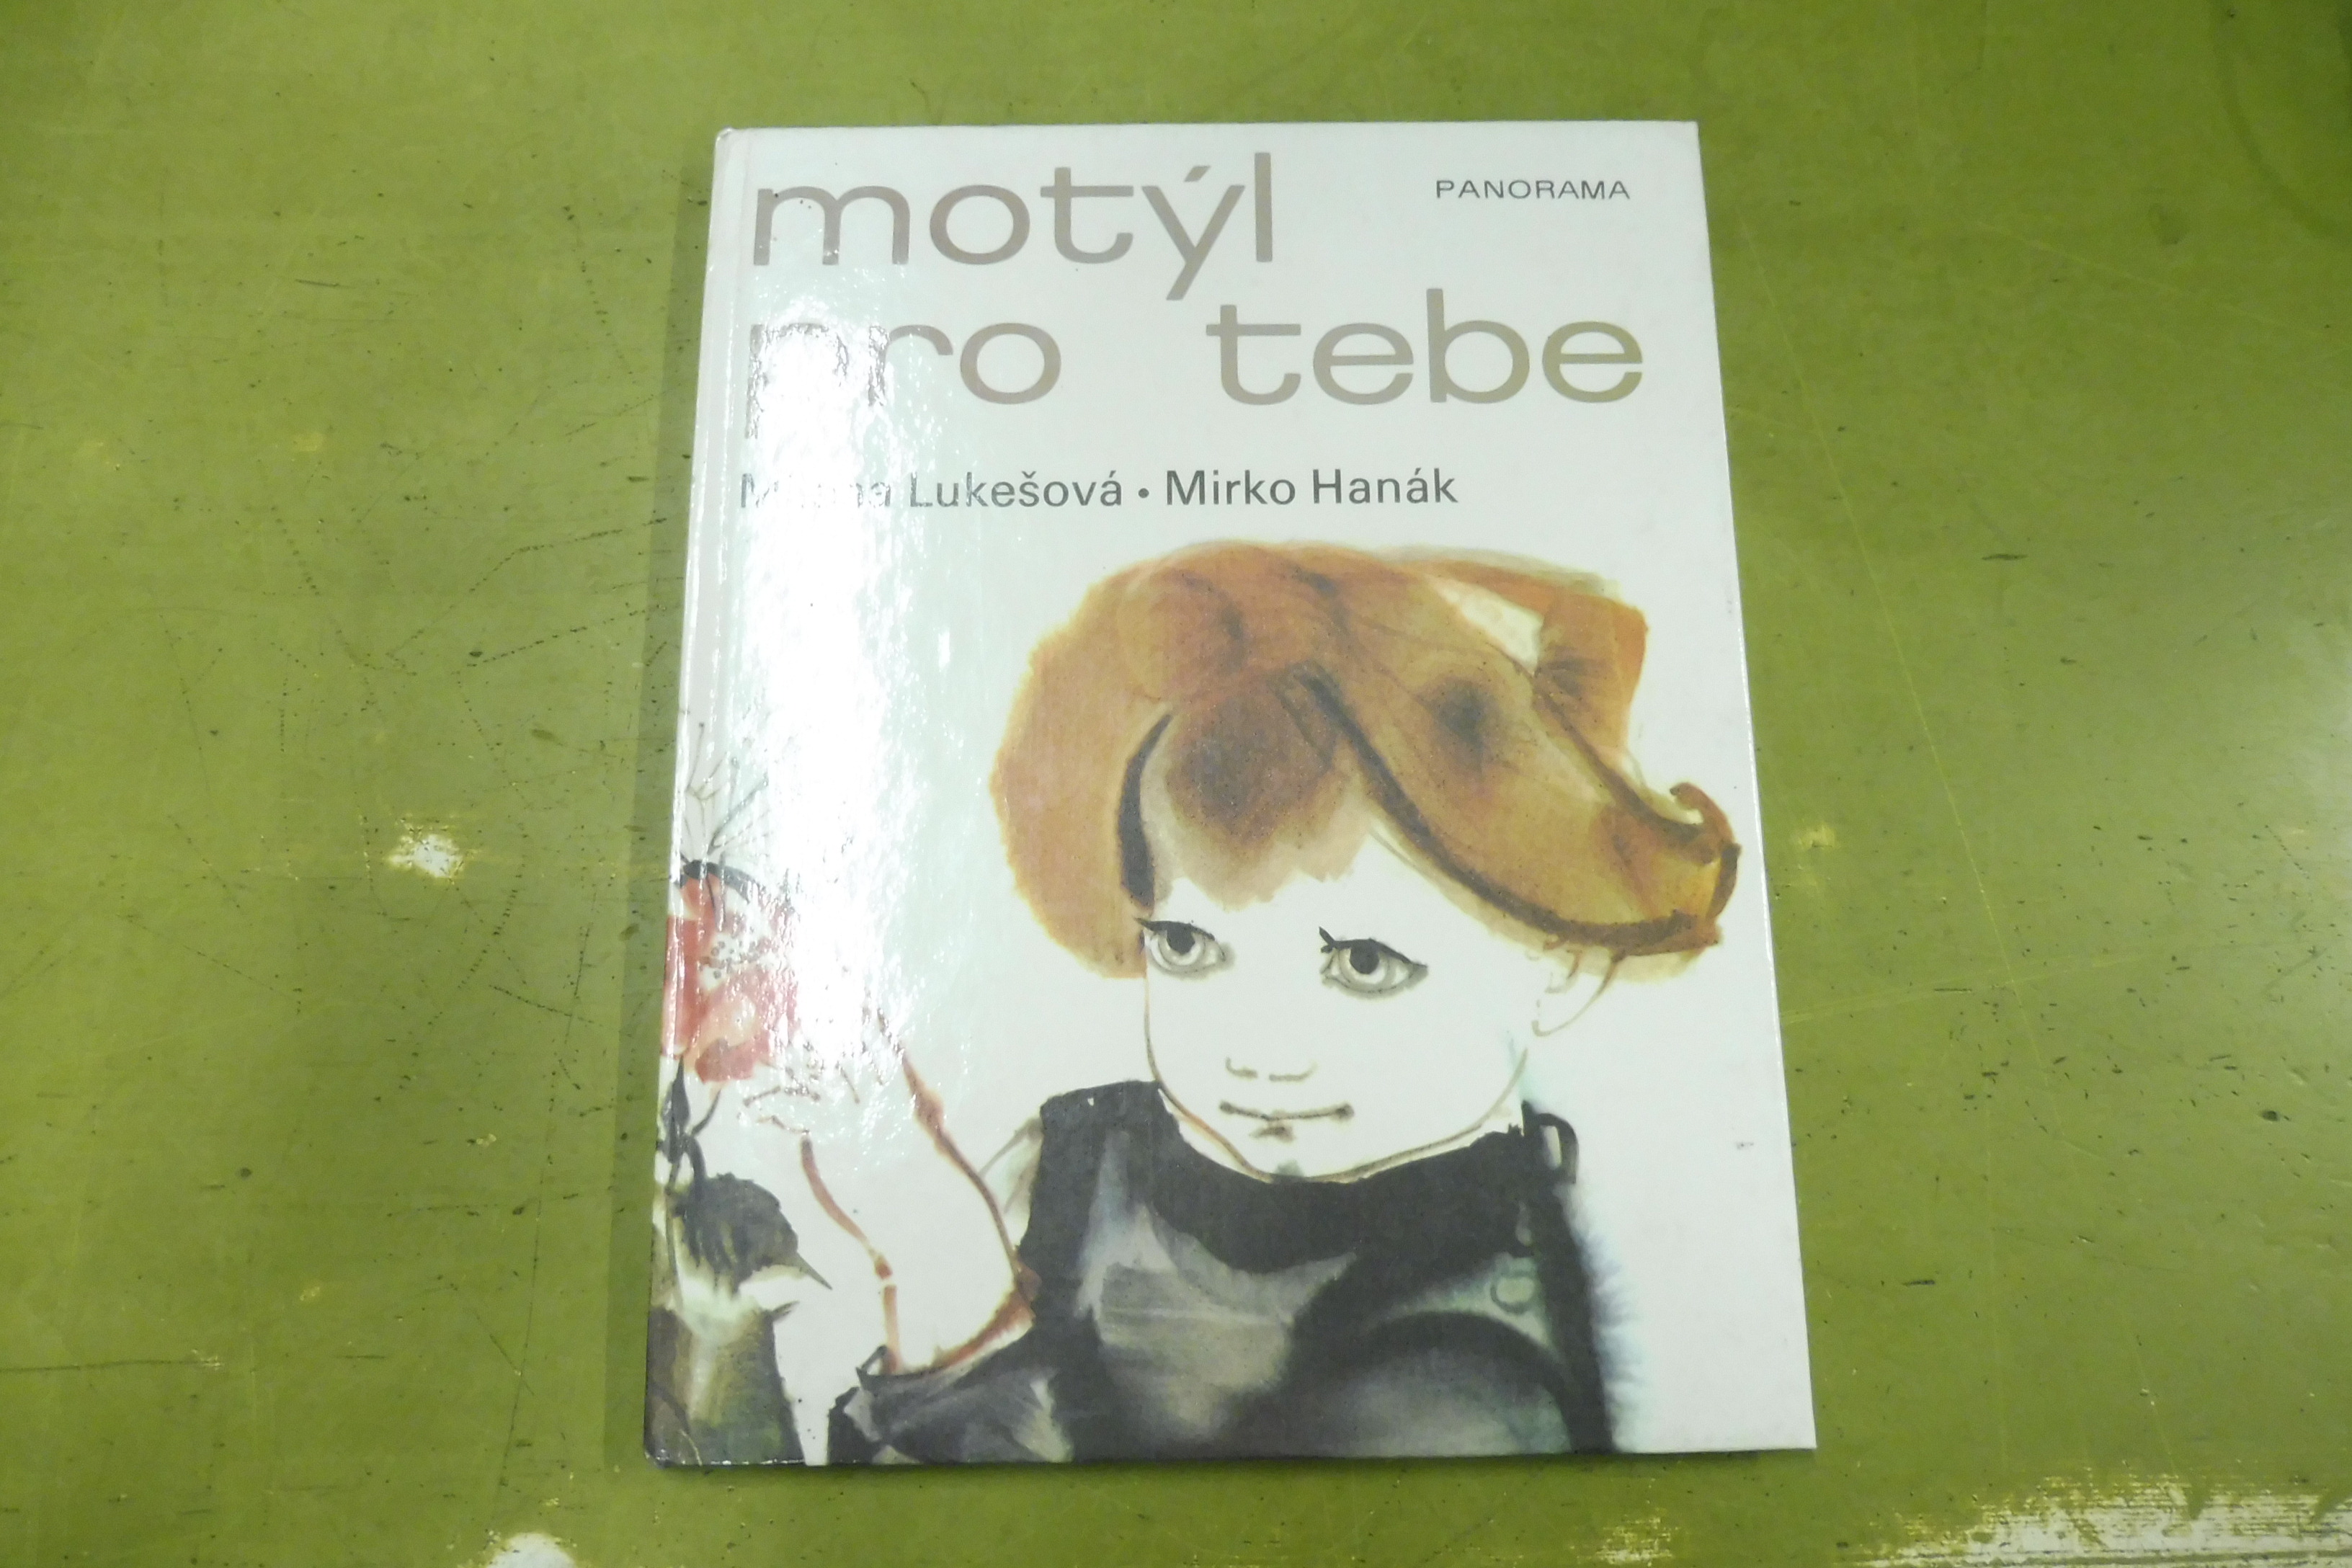 motýl
PANORAMA
pro tebe
Lukešová • Mirko Hanák